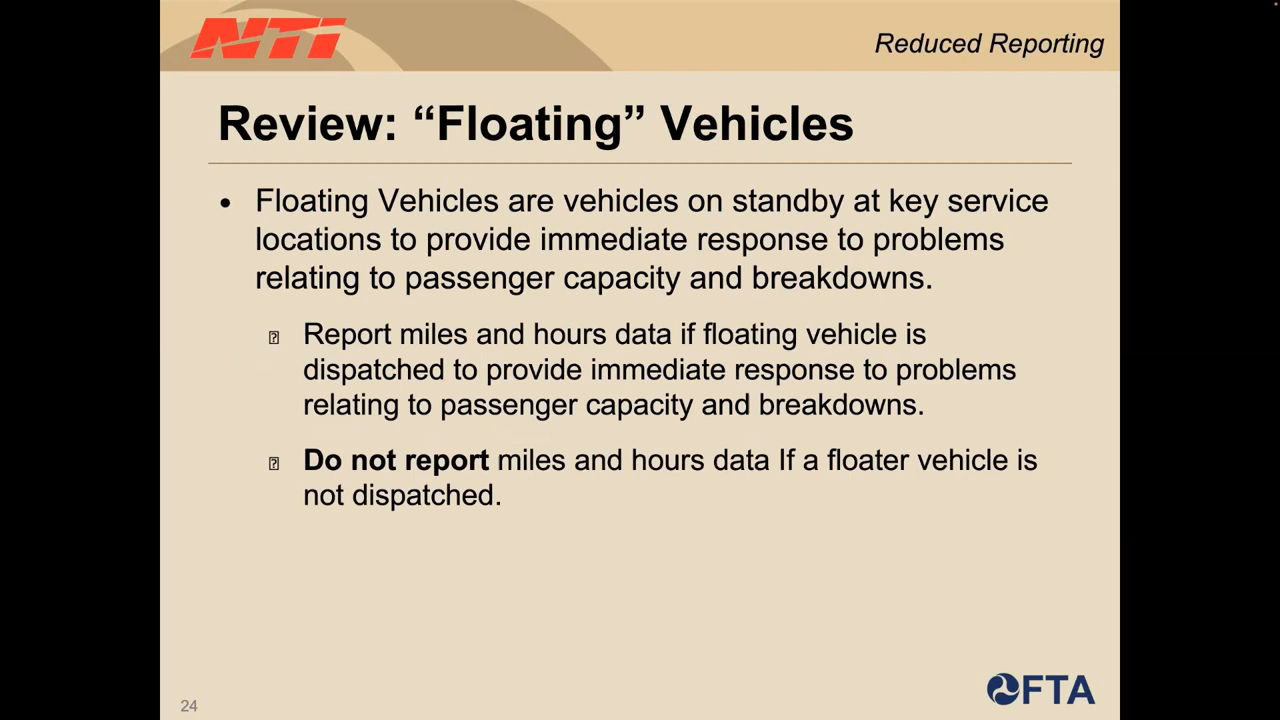 NTI
Reduced Reporting
Review: “Floating” Vehicles
• Floating Vehicles are vehicles on standby at key service
locations to provide immediate response to problems
relating to passenger capacity and breakdowns.
Report miles and hours data if floating vehicle is
dispatched to provide immediate response to problems
relating to passenger capacity and breakdowns.
Do not report miles and hours data If a floater vehicle is
not dispatched.
24
FTA